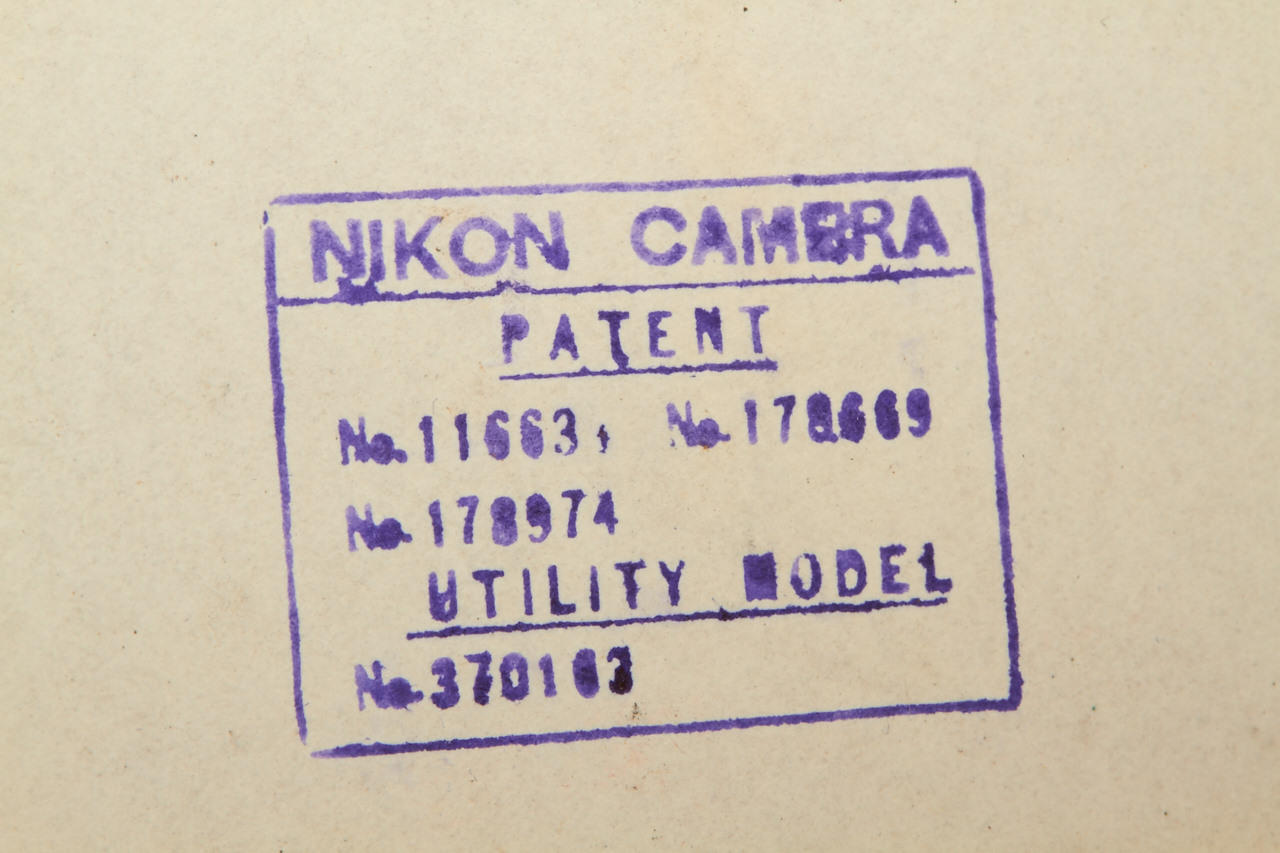 NIKON CAMERA
PATENT
No.11663, No.178669
No.178974
UTILITY MODEL
No.370163